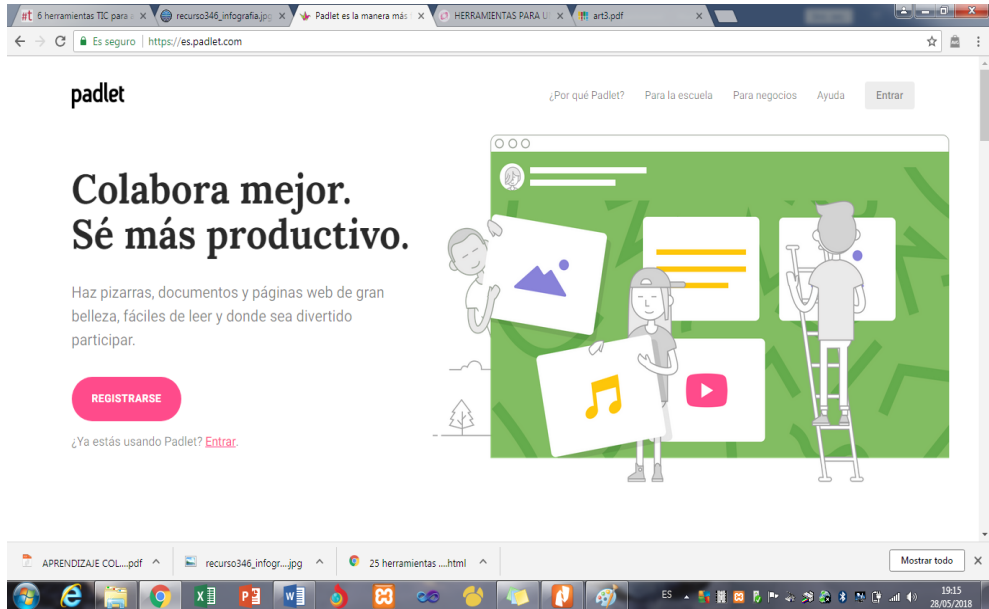 #t 6 herramientas TIC para
recurso346_infografia.jpg
Padlet es la manera más
HERRAMIENTAS PARA U
art3.pdf
Es seguro https://es.padlet.com
padlet
¿Por qué Padlet? Para la escuela Para negocios Ayuda Entrar
Colabora mejor.
Sé más productivo.
Haz pizarras, documentos y páginas web de gran
belleza, fáciles de leer y donde sea divertido
participar.
REGISTRARSE
¿Ya estás usando Padlet? Entrar.
APRENDIZAJE COL....pdf
recurso346_infogr....jpg
25 herramientas ....html
Mostrar todo
ES
19:15
28/05/2018